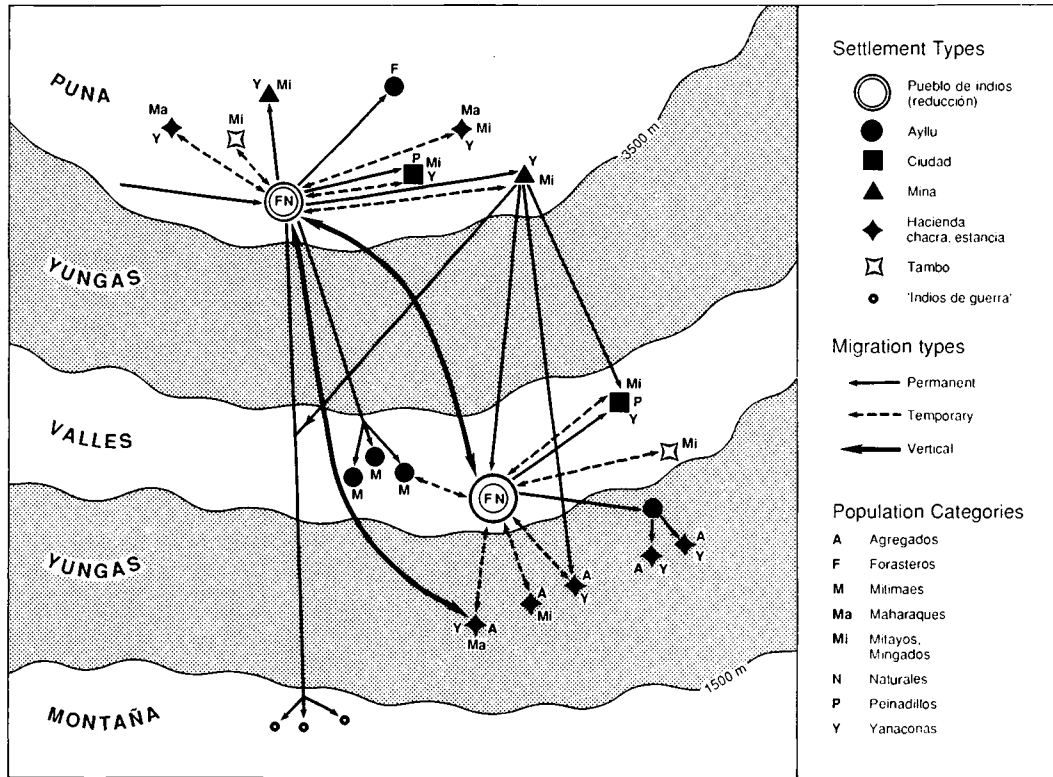 PUNA
Y Mi
F
Ma
Y
Mi
Ma
Mi
Y
P Mi
Y
Y
Mi
3500 m
FN
YUNGAS
VALLES
Mi
P
Y
Mi
M
M
M
FN
YUNGAS
A
Y
A Y
A
Y
A
Mi
Y A
Ma
1500 m
MONTAÑA
Settlement Types
Pueblo de indios
(reducción)
Ayllu
Ciudad
Mina
Hacienda
chacra, estancia
Tambo
'Indios de guerra'
Migration types
Permanent
Temporary
Vertical
Population Categories
A Agregados
F Forasteros
M Mitimaes
Ma Maharaques
Mi Mitayos,
Mingados
N Naturales
P Peinadillos
Y Yanaconas